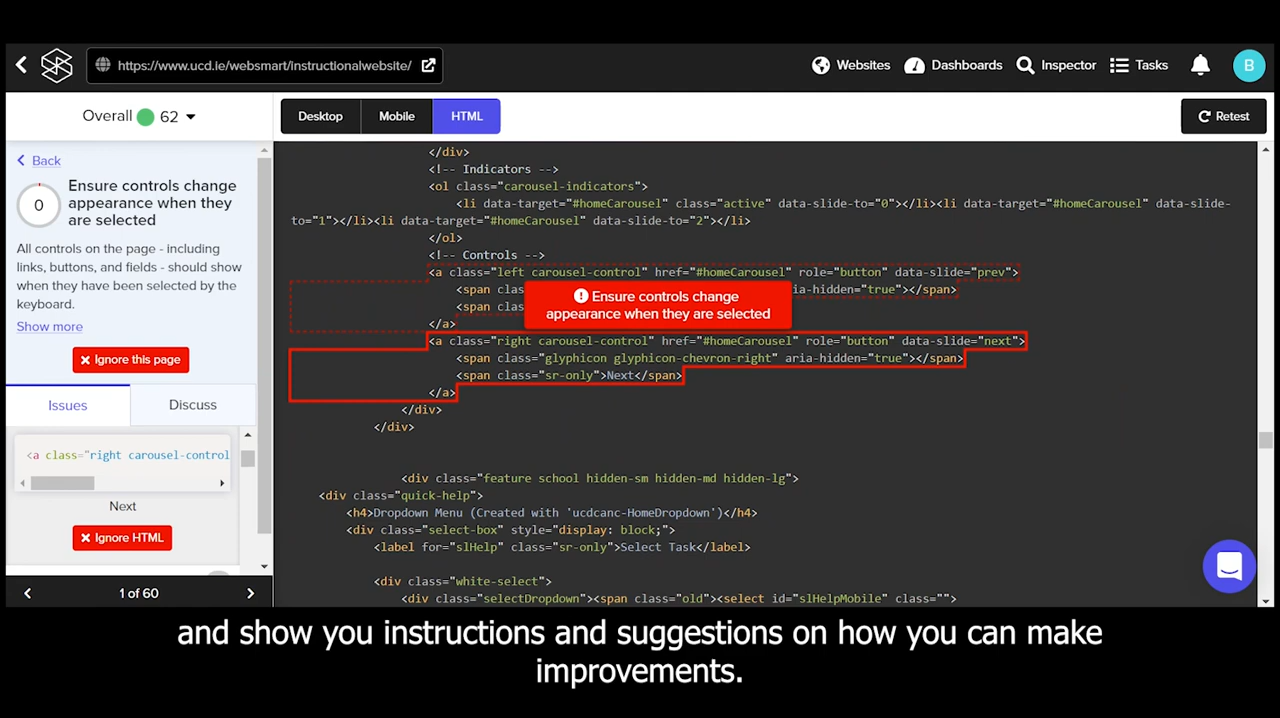 https://www.ucd.ie/websmart/instructionalwebsite/
Websites
Dashboards
Inspector
Tasks
B
Overall 62
Desktop
Mobile
HTML
Retest
Back
0
Ensure controls change
appearance when they
are selected
All controls on the page - including
links, buttons, and fields - should show
when they have been selected by the
keyboard.
Show more
Ignore this page
Issues
Discuss
<a class="right carousel-control
Next
Ignore HTML
1 of 60
</div>
<!-- Indicators -->
<ol class="carousel-indicators">
<li data-target="#homeCarousel" class="active" data-slide-to="0"></li><li data-target="#homeCarousel" data-slide-
to="1"></li><li data-target="#homeCarousel" data-slide-to="2"></li>
</ol>
<!-- Controls -->
<a class="left carousel-control" href="#homeCarousel" role="button" data-slide="prev">
<span clas
ia-hidden="true"></span>
<span clas
Ensure controls change
appearance when they are selected
</a>
<a class="right carousel-control" href="#homeCarousel" role="button" data-slide="next">
<span class="glyphicon glyphicon-chevron-right" aria-hidden="true"></span>
<span class="sr-only">Next</span>
</a>
</div>
</div>
<div class="feature school hidden-sm hidden-md hidden-lg">
<div class="quick-help">
<h4>Dropdown Menu (Created with 'ucdcanc-HomeDropdown')</h4>
<div class="select-box" style="display: block;">
<label for="slHelp" class="sr-only">Select Task</label>
<div class="white-select">
<div class="selectDropdown"><span class="old"><select id="slHelpMobile" class="">
and show you instructions and suggestions on how you can make
improvements.